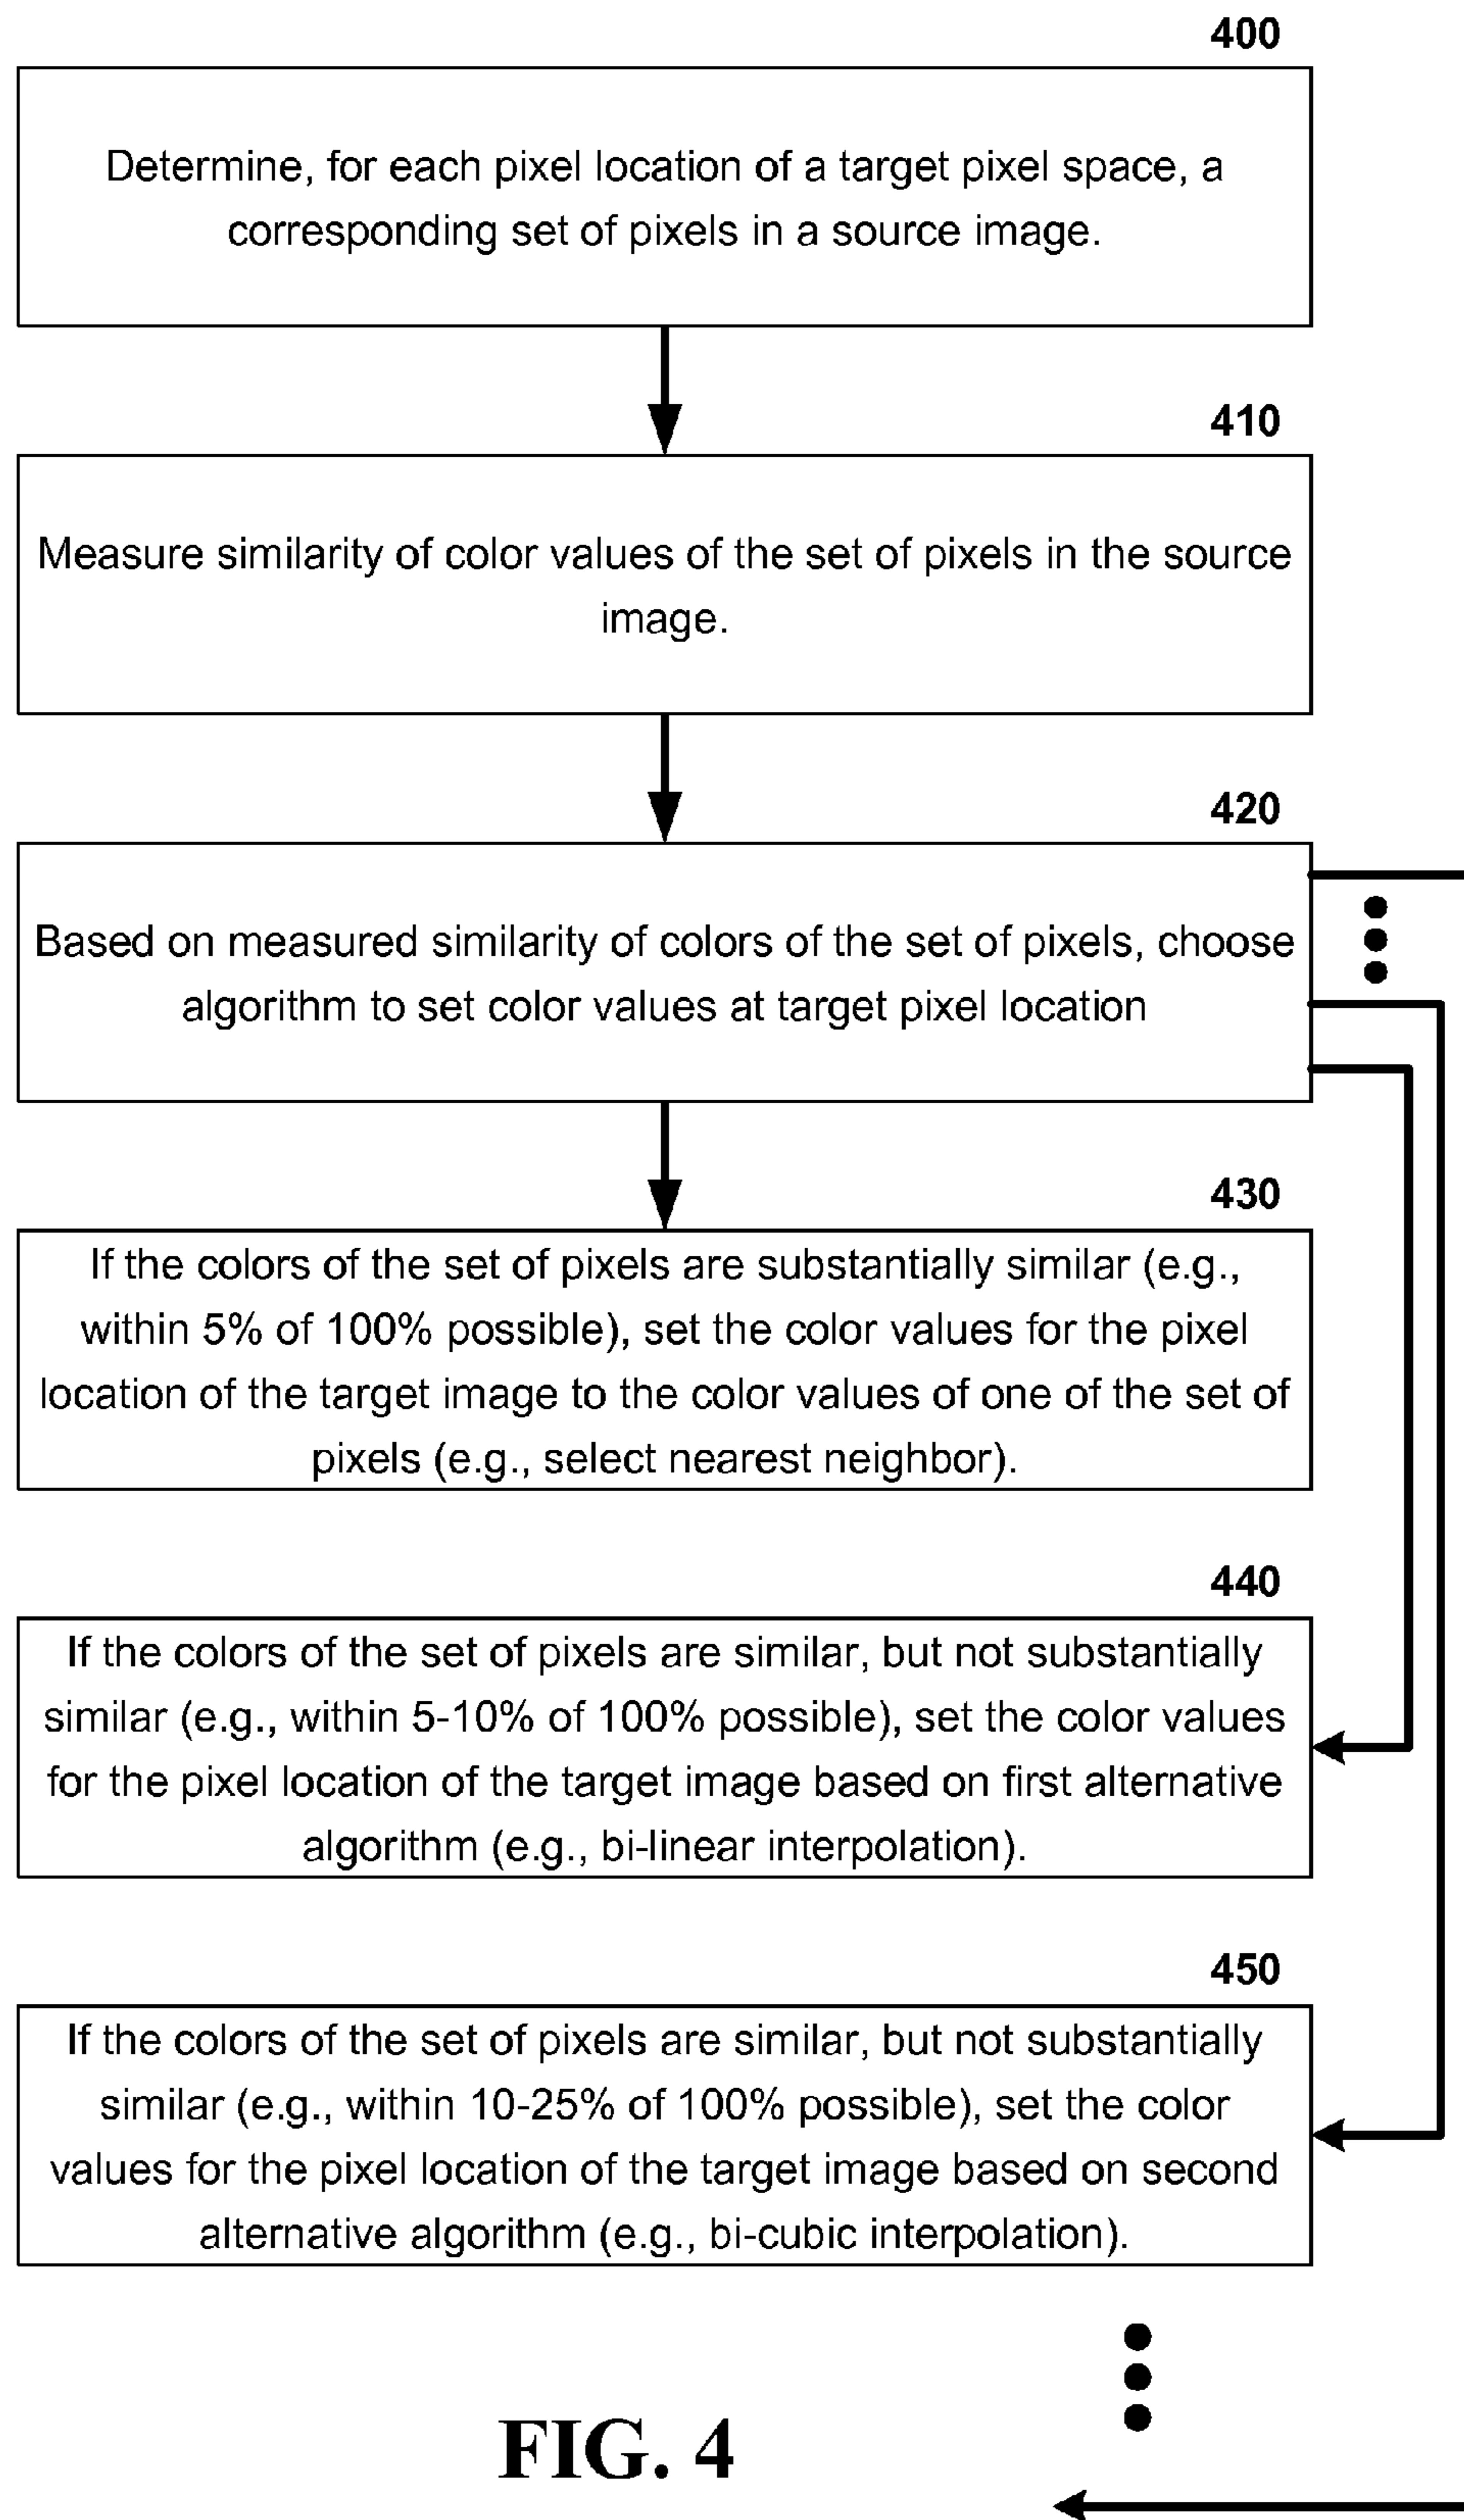 400
Determine, for each pixel location of a target pixel space, a
corresponding set of pixels in a source image.
410
Measure similarity of color values of the set of pixels in the source
image.
420
Based on measured similarity of colors of the set of pixels, choose
algorithm to set color values at target pixel location
430
If the colors of the set of pixels are substantially similar (e.g.,
within 5% of 100% possible), set the color values for the pixel
location of the target image to the color values of one of the set of
pixels (e.g., select nearest neighbor).
440
If the colors of the set of pixels are similar, but not substantially
similar (e.g., within 5-10% of 100% possible), set the color values
for the pixel location of the target image based on first alternative
algorithm (e.g., bi-linear interpolation).
450
If the colors of the set of pixels are similar, but not substantially
similar (e.g., within 10-25% of 100% possible), set the color
values for the pixel location of the target image based on second
alternative algorithm (e.g., bi-cubic interpolation).
FIG. 4